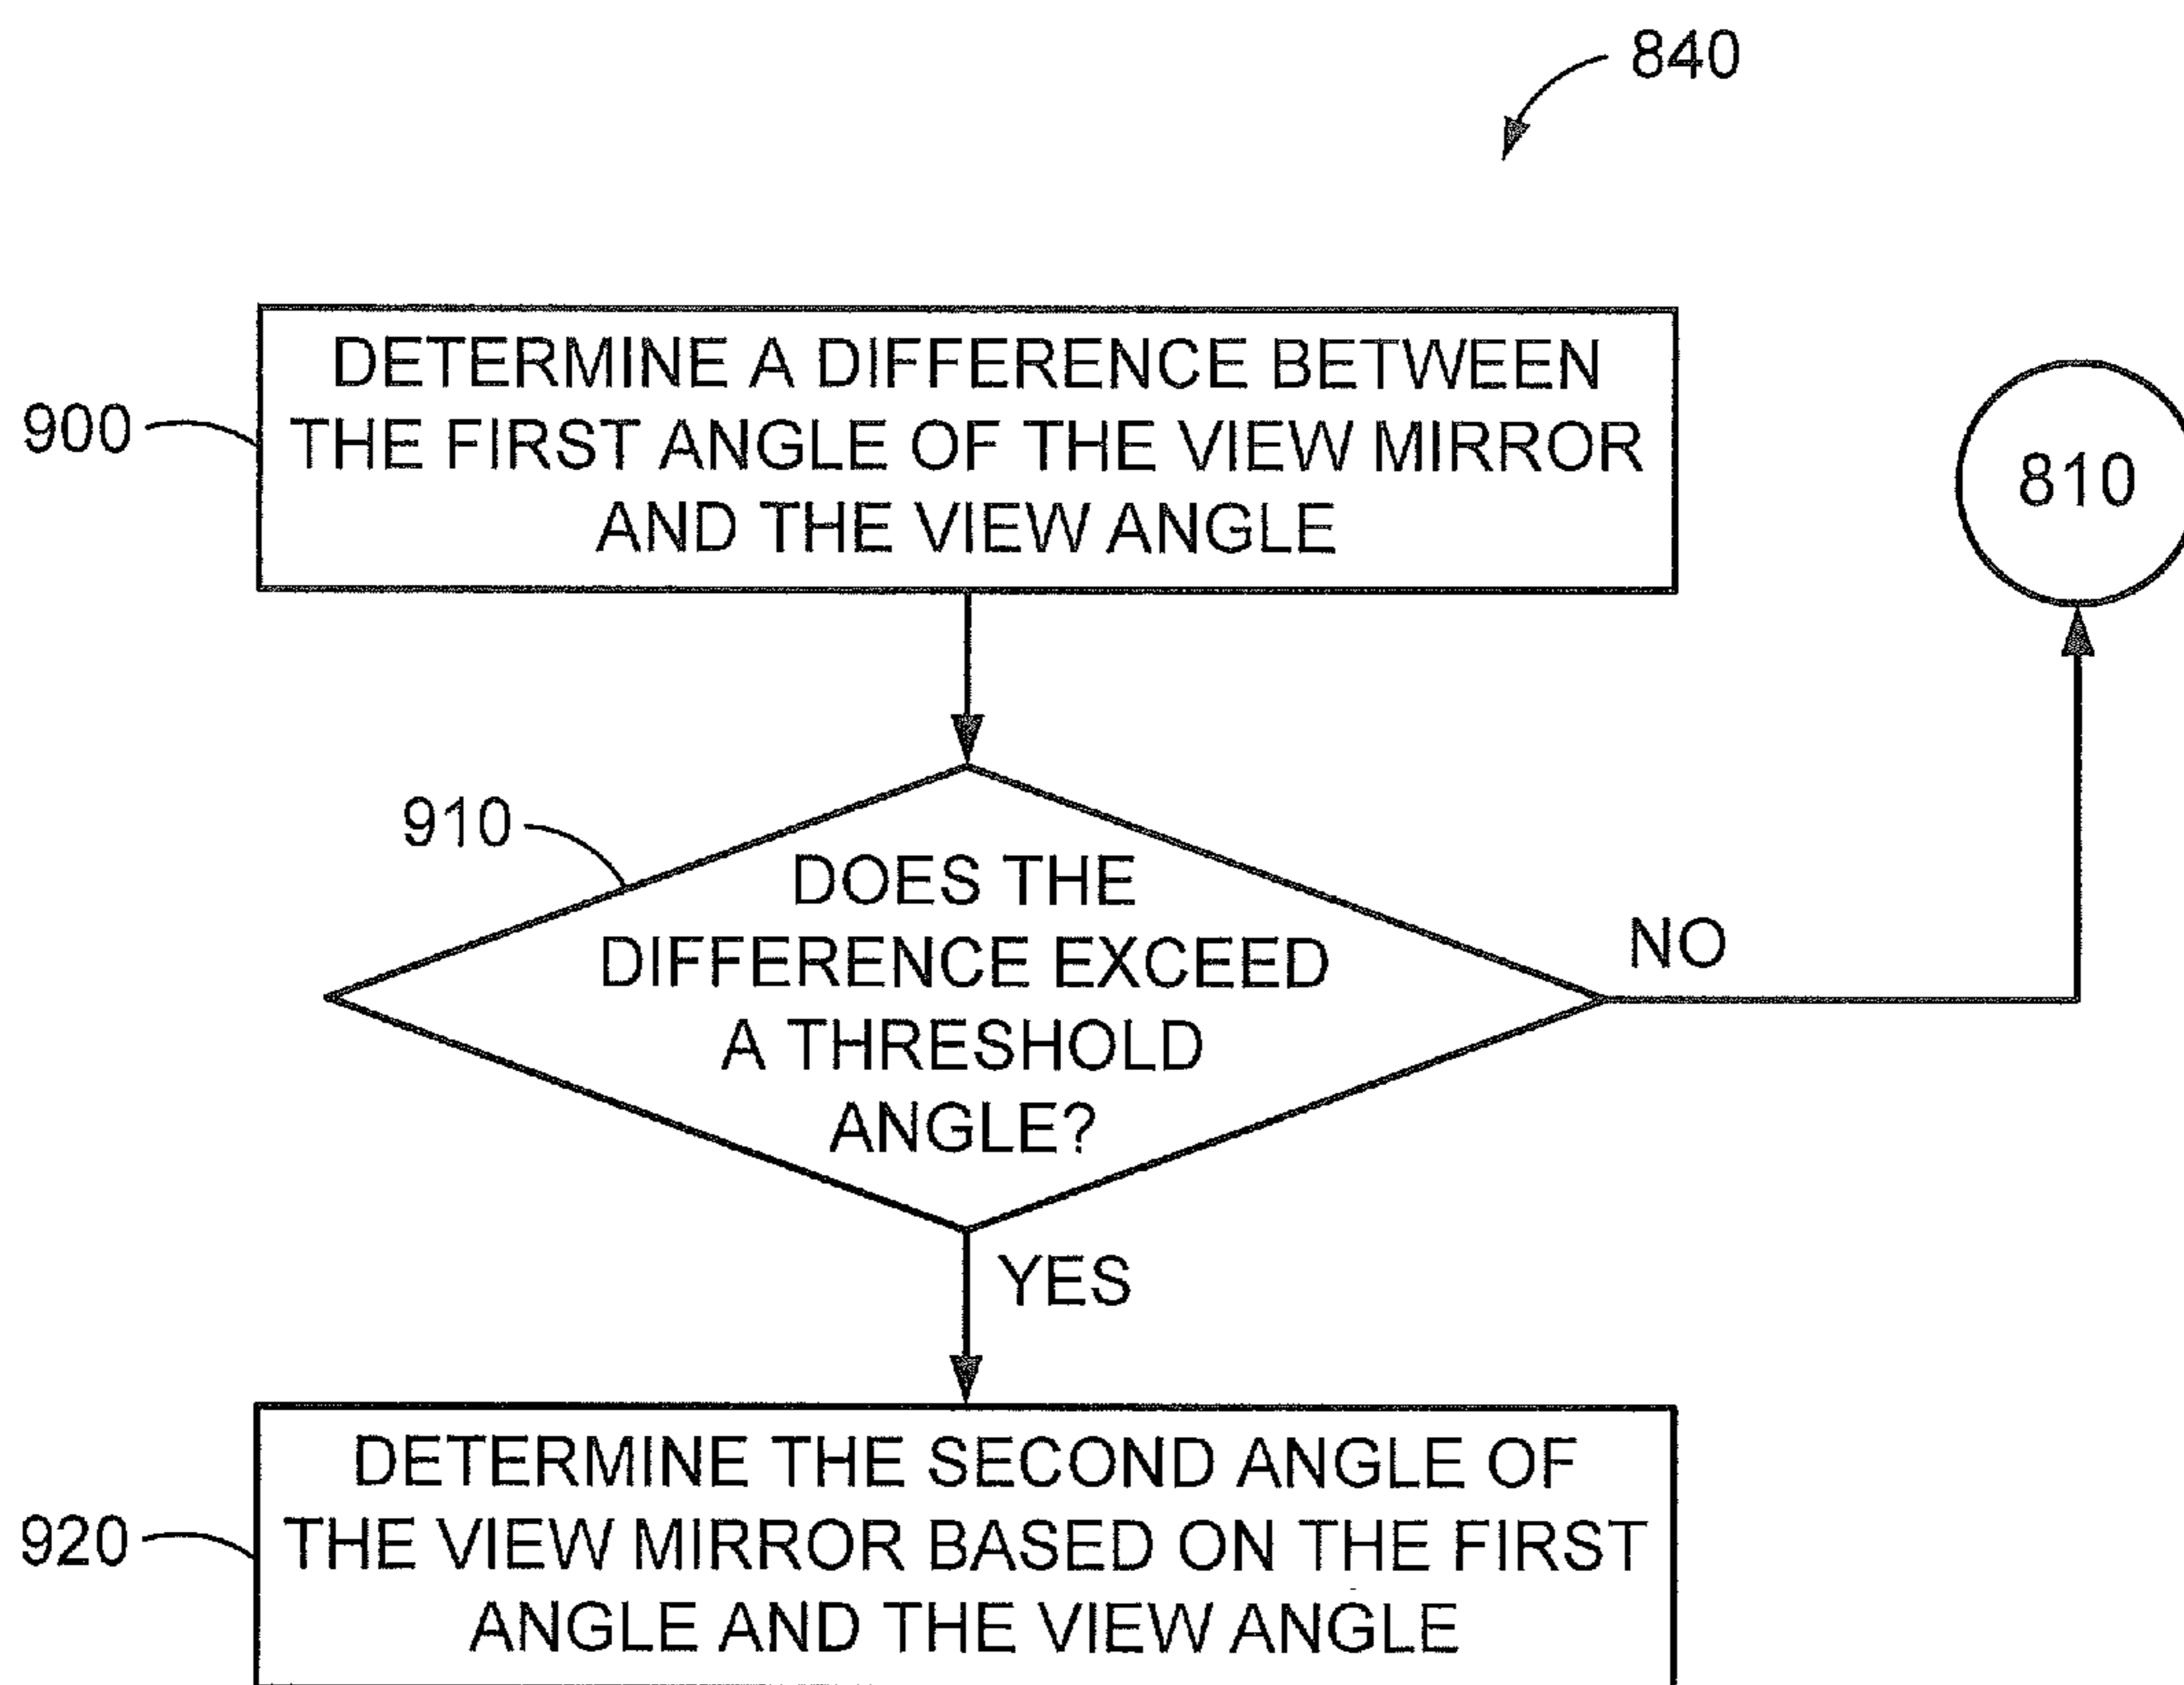 840
900
DETERMINE A DIFFERENCE BETWEEN
THE FIRST ANGLE OF THE VIEW MIRROR
AND THE VIEW ANGLE
810
910
DOES THE
DIFFERENCE EXCEED
A THRESHOLD
ANGLE?
NO
YES
920
DETERMINE THE SECOND ANGLE OF
THE VIEW MIRROR BASED ON THE FIRST
ANGLE AND THE VIEW ANGLE